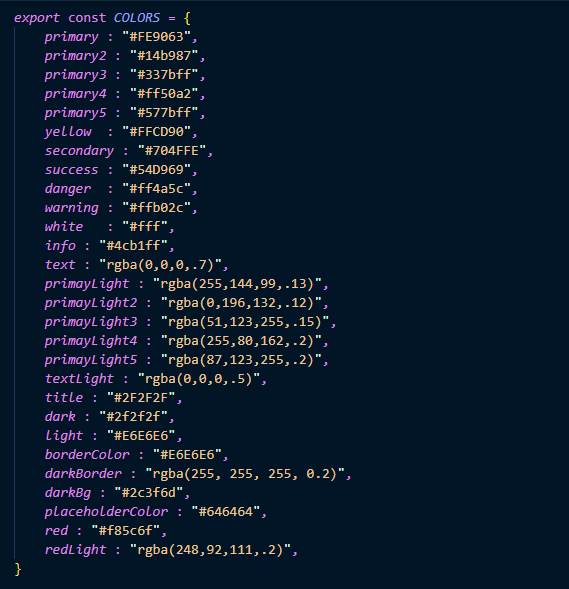 export const COLORS = {
primary : "#FE9063",
primary2 : "#14b987",
primary3 : "#337bff",
primary4 : "#ff50a2",
primary5 : "#577bff",
yellow  : "#FFCD90",
secondary : "#704FFE",
success : "#54D969",
danger  : "#ff4a5c",
warning : "#ffb02c",
white   : "#fff",
info : "#4cb1ff",
text : "rgba(0,0,0,.7)",
primayLight : "rgba(255,144,99,.13)",
primayLight2 : "rgba(0,196,132,.12)",
primayLight3 : "rgba(51,123,255,.15)",
primayLight4 : "rgba(255,80,162,.2)",
primayLight5 : "rgba(87,123,255,.2)",
textLight : "rgba(0,0,0,.5)",
title : "#2F2F2F",
dark : "#2f2f2f",
light : "#E6E6E6",
borderColor : "#E6E6E6",
darkBorder : "rgba(255, 255, 255, 0.2)",
darkBg : "#2c3f6d",
placeholderColor : "#646464",
red : "#f85c6f",
redLight : "rgba(248,92,111,.2)",
}